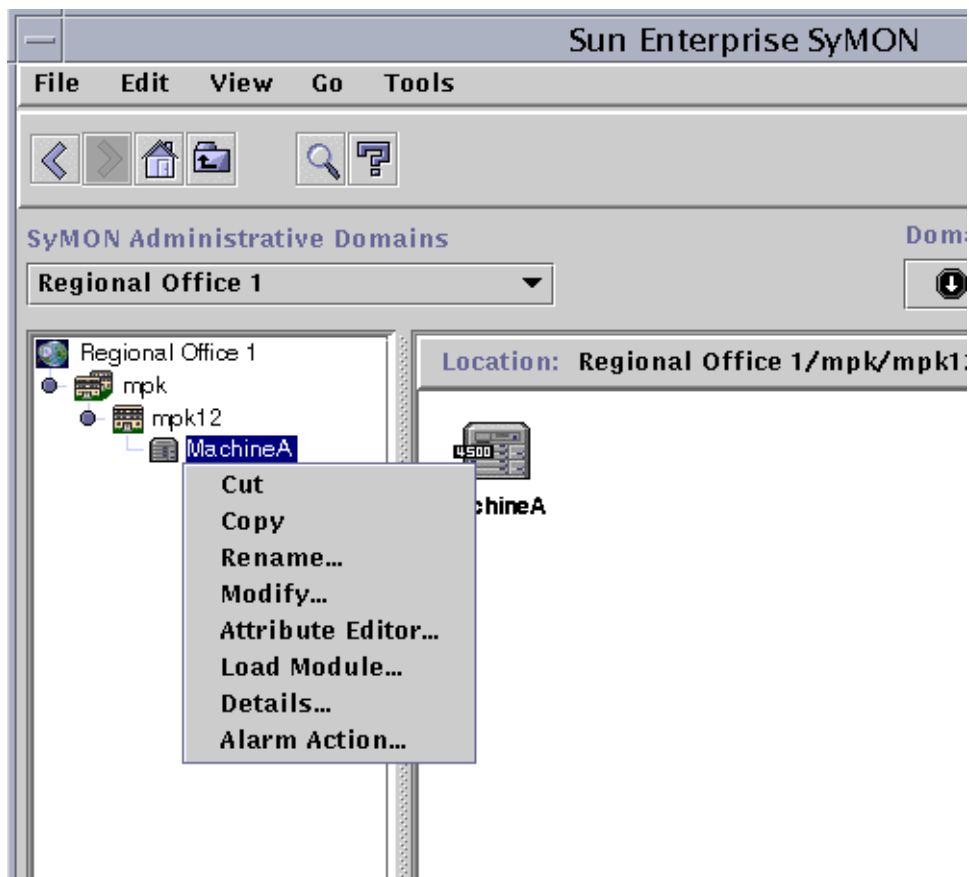 Sun Enterprise SyMON
File Edit View Go Tools
SyMON Administrative Domains
Regional Office 1
Regional Office 1
mpk
mpk12
MachineA
Cut
Copy
Rename...
Modify...
Attribute Editor...
Load Module...
Details...
Alarm Action...
Location: Regional Office 1/mpk/mpk12
4500
chineA